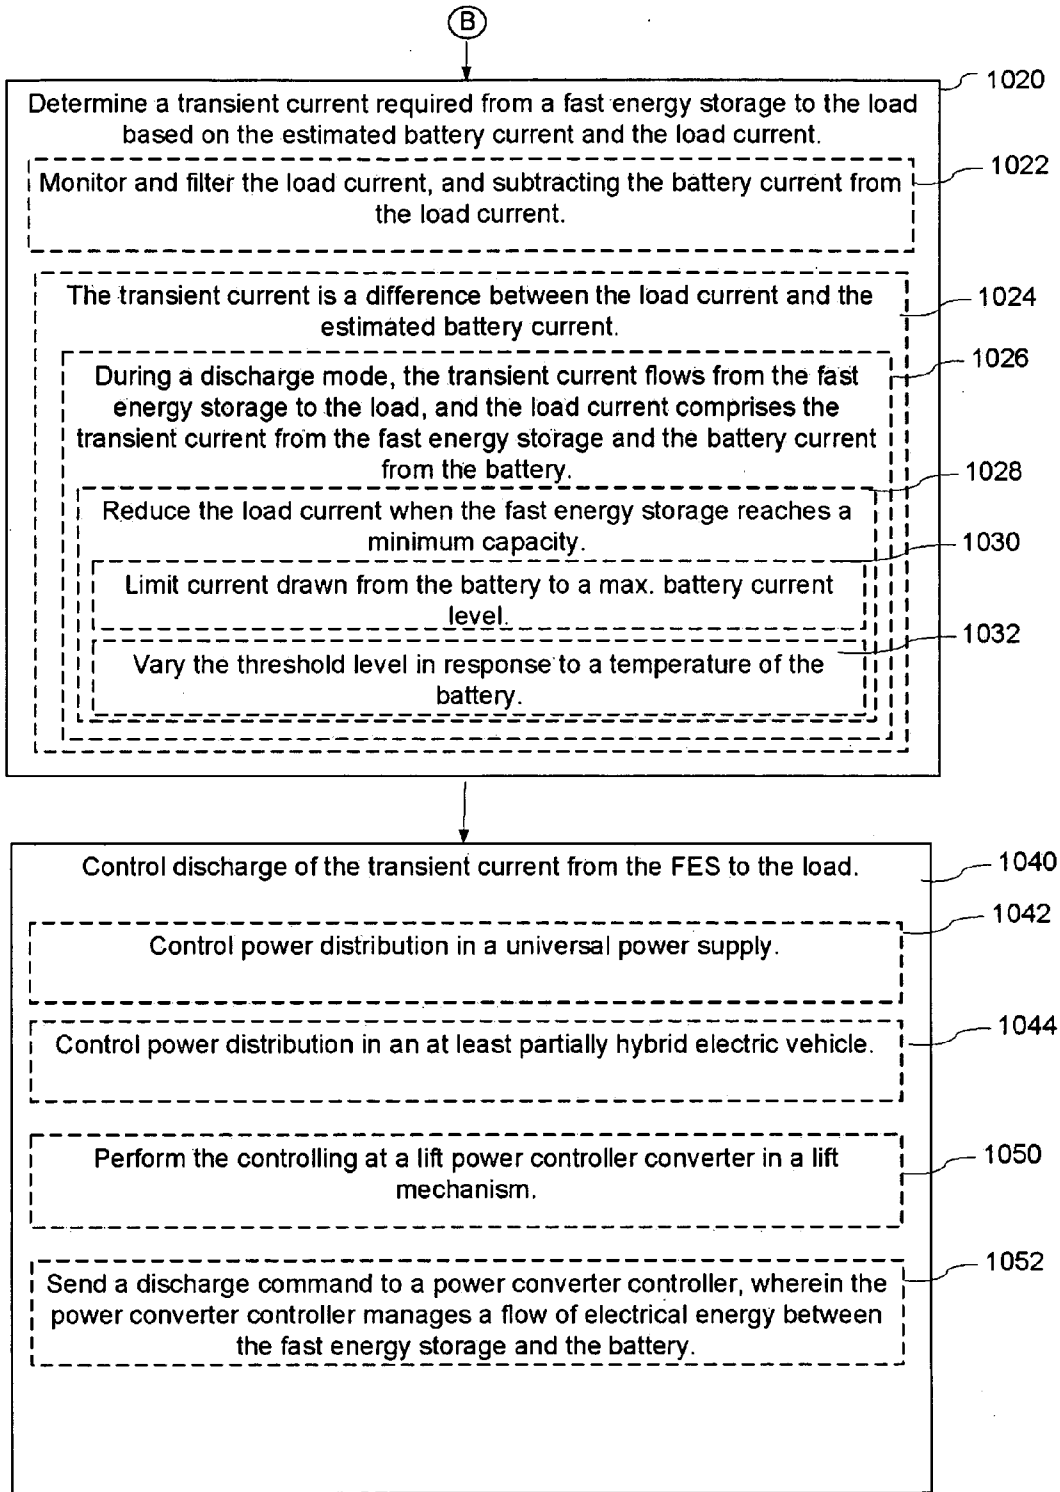 B
1020
Determine a transient current required from a fast energy storage to the load
based on the estimated battery current and the load current.
1022
Monitor and filter the load current, and subtracting the battery current from
the load current.
1024
The transient current is a difference between the load current and the
estimated battery current.
1026
During a discharge mode, the transient current flows from the fast
energy storage to the load, and the load current comprises the
transient current from the fast energy storage and the battery current
from the battery.
1028
Reduce the load current when the fast energy storage reaches a
minimum capacity.
1030
Limit current drawn from the battery to a max. battery current
level.
1032
Vary the threshold level in response to a temperature of the
battery.
1040
Control discharge of the transient current from the FES to the load.
1042
Control power distribution in a universal power supply.
1044
Control power distribution in an at least partially hybrid electric vehicle.
1050
Perform the controlling at a lift power controller converter in a lift
mechanism.
1052
Send a discharge command to a power converter controller, wherein the
power converter controller manages a flow of electrical energy between
the fast energy storage and the battery.